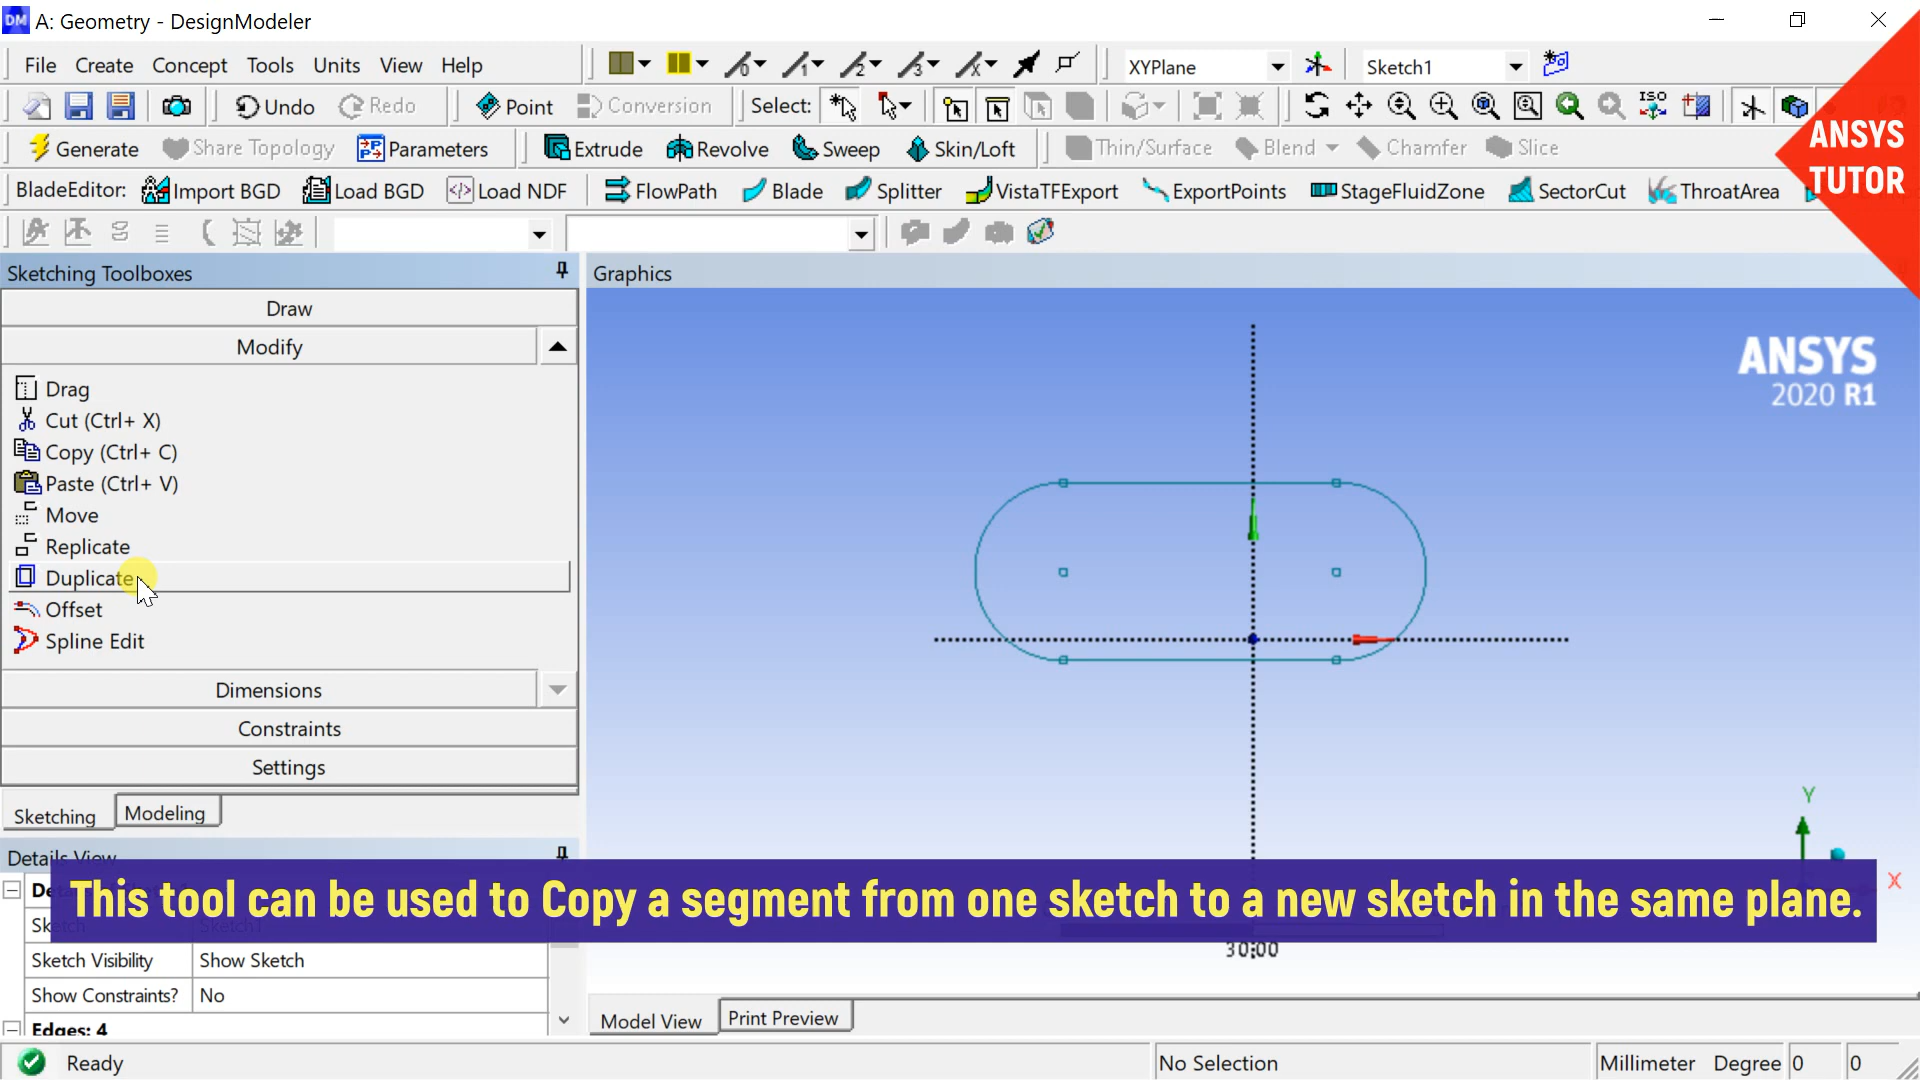 DM A: Geometry - DesignModeler
File Create Concept Tools Units View Help
XYPlane
Sketch1
Undo Redo Point Conversion Select:
ISO
Generate Share Topology Parameters Extrude Revolve Sweep Skin/Loft Thin/Surface Blend Chamfer Slice
BladeEditor: Import BGD Load BGD Load NDF FlowPath Blade Splitter VistaTFExport ExportPoints StageFluidZone SectorCut ThroatArea
ANSYS
TUTOR
Sketching Toolboxes
Draw
Modify
Drag
Cut (Ctrl+ X)
Copy (Ctrl+ C)
Paste (Ctrl+ V)
Move
Replicate
Duplicate
Offset
Spline Edit
Dimensions
Constraints
Settings
Sketching Modeling
Graphics
ANSYS
2020 R1
Y
X
30.00
Details View
De
This tool can be used to Copy a segment from one sketch to a new sketch in the same plane.
Sketch Sketch1
Sketch Visibility Show Sketch
Show Constraints? No
Edges: 4
Model View Print Preview
Ready
No Selection
Millimeter Degree 0 0